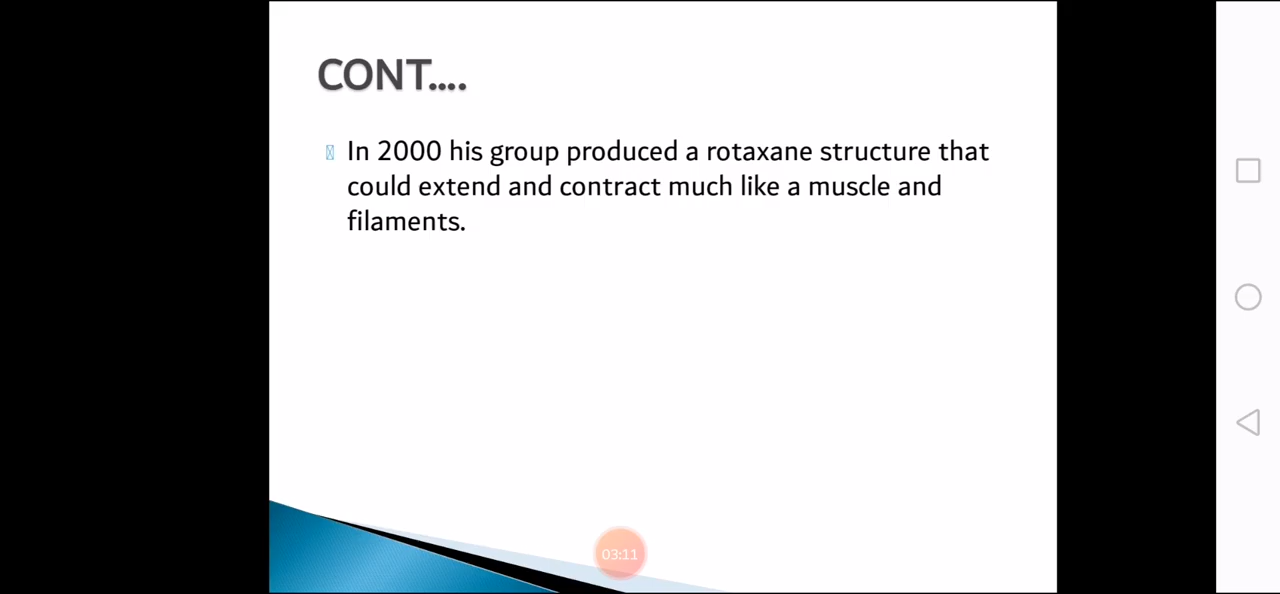 CONT....
In 2000 his group produced a rotaxane structure that
could extend and contract much like a muscle and
filaments.
03:11